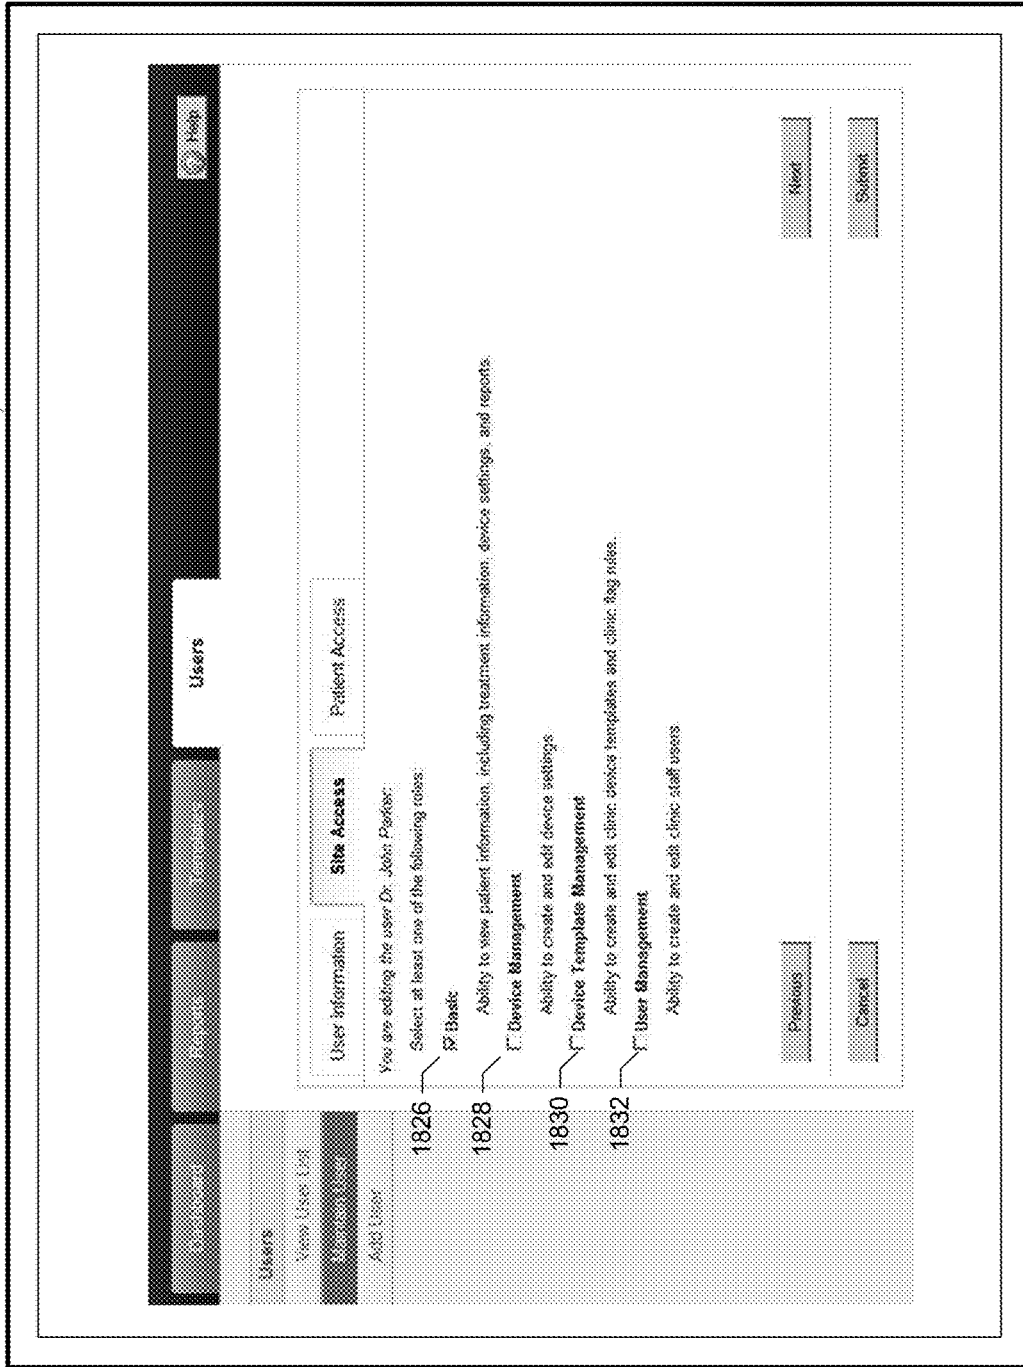 Help
Users
Users
View User List
Add User
User Information
Site Access
Patient Access
You are editing the user Dr. John Parker.
Select at least one of the following roles:
1826
Basic
Ability to view patient information, including treatment information, device settings, and reports.
1828
Device Management
Ability to create and edit device settings.
1830
Device Template Management
Ability to create and edit clinic device templates and clinic flag rules.
1832
User Management
Ability to create and edit clinic staff users.
Previous
Next
Cancel
Submit